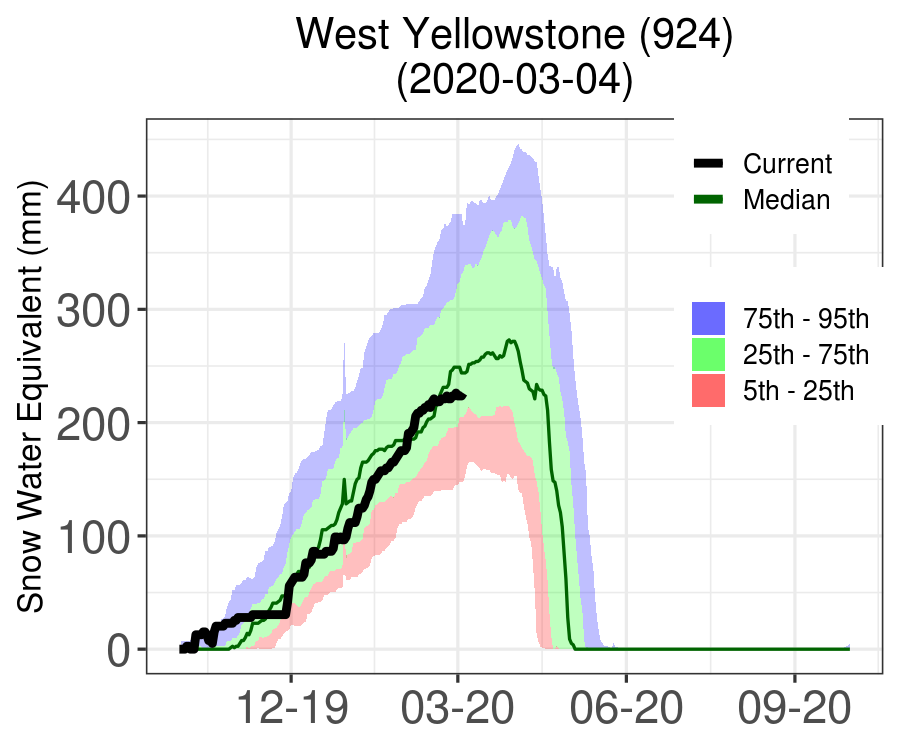 West Yellowstone (924)
(2020-03-04)
Snow Water Equivalent (mm)
400
300
200
100
0
12-19
03-20
06-20
09-20
Current
Median
75th - 95th
25th - 75th
5th - 25th